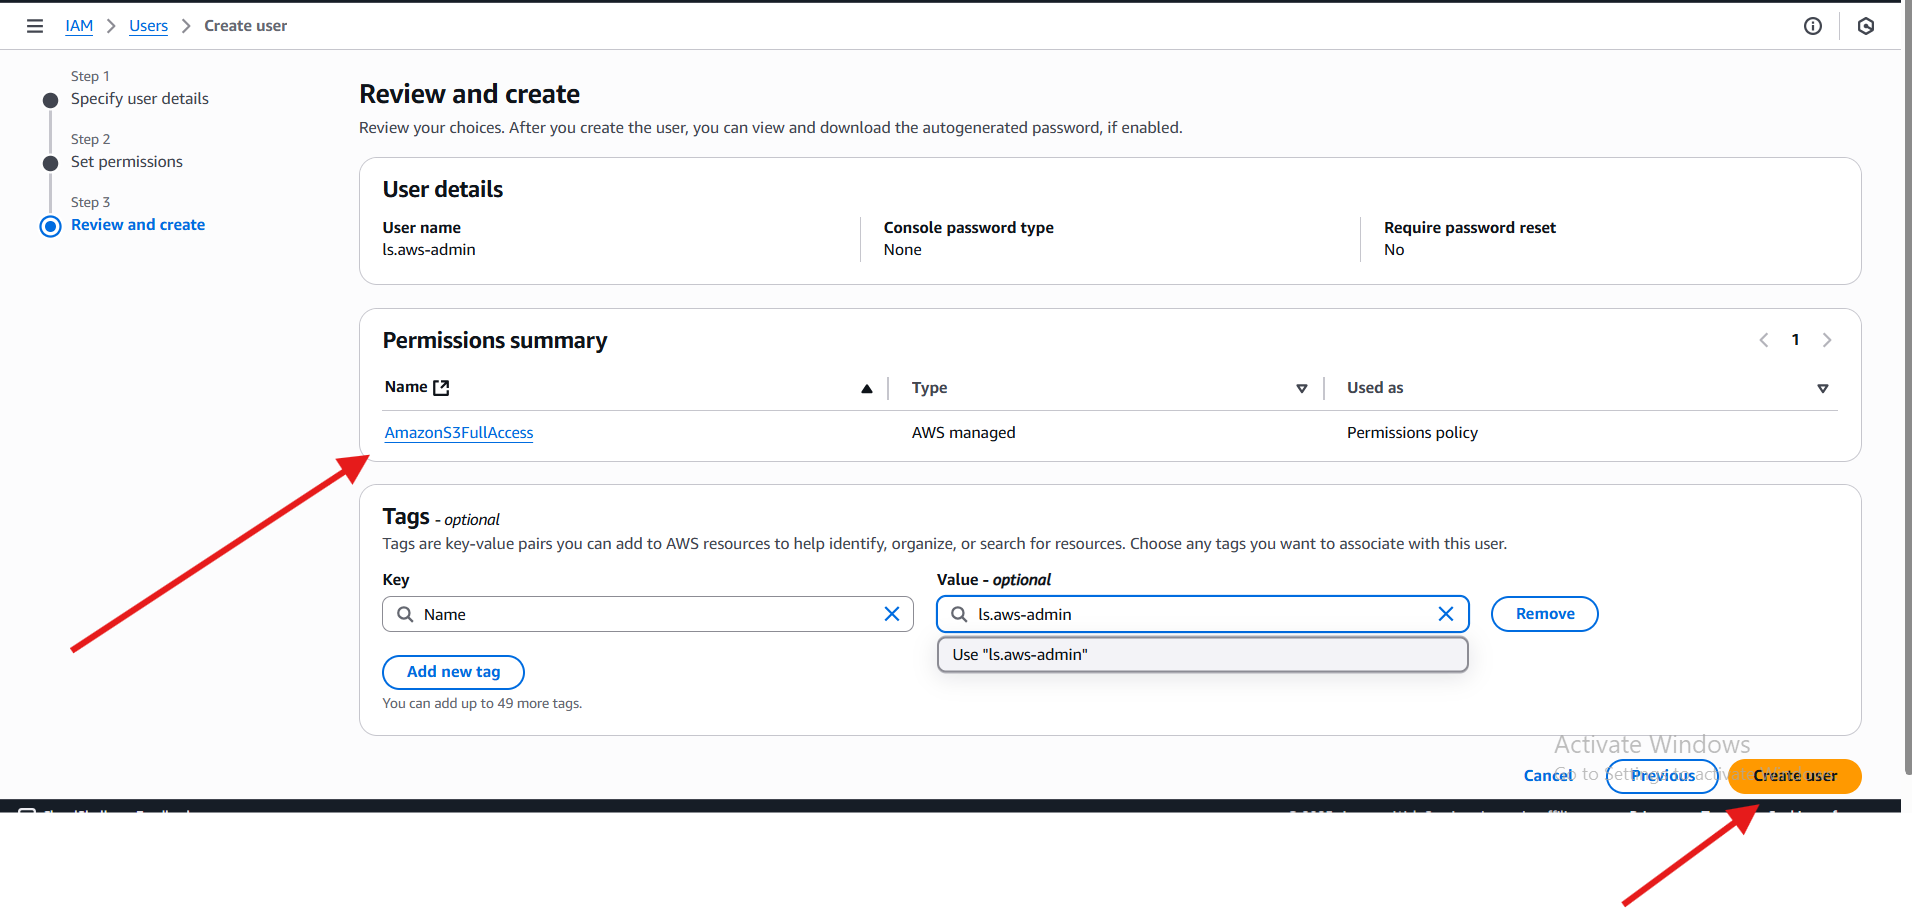 IAM > Users > Create user
Step 1
Specify user details
Step 2
Set permissions
Step 3
Review and create
Review and create
Review your choices. After you create the user, you can view and download the autogenerated password, if enabled.
User details
User name
ls.aws-admin
Console password type
None
Require password reset
No
Permissions summary
1
Name Type Used as
AmazonS3FullAccess AWS managed Permissions policy
Tags - optional
Tags are key-value pairs you can add to AWS resources to help identify, organize, or search for resources. Choose any tags you want to associate with this user.
Key
Name
Value - optional
ls.aws-admin
Remove
Use "ls.aws-admin"
Add new tag
You can add up to 49 more tags.
Activate Windows
Go to Settings to activate
Cancel Previous Create user